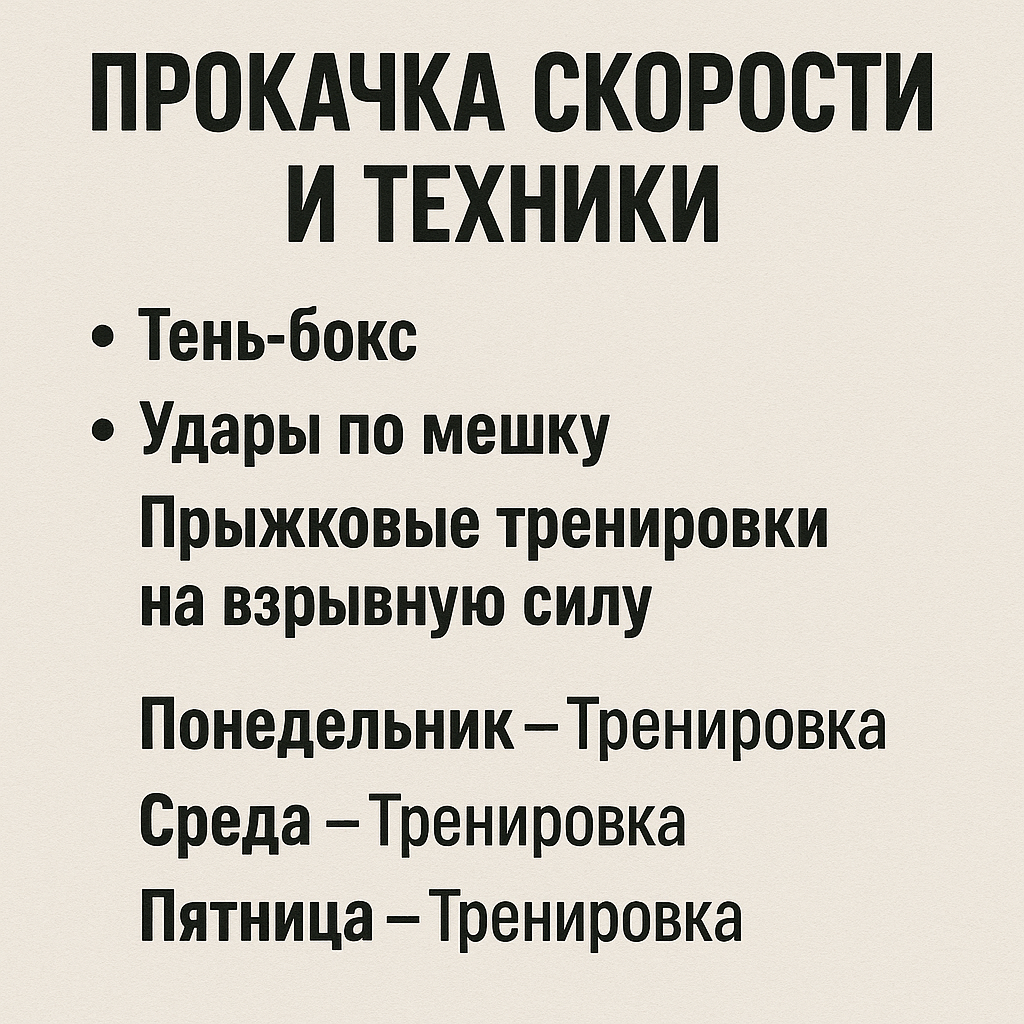 ПРОКАЧКА СКОРОСТИ
И ТЕХНИКИ
• Тень-бокс
• Удары по мешку
Прыжковые тренировки
на взрывную силу
Понедельник – Тренировка
Среда – Тренировка
Пятница – Тренировка